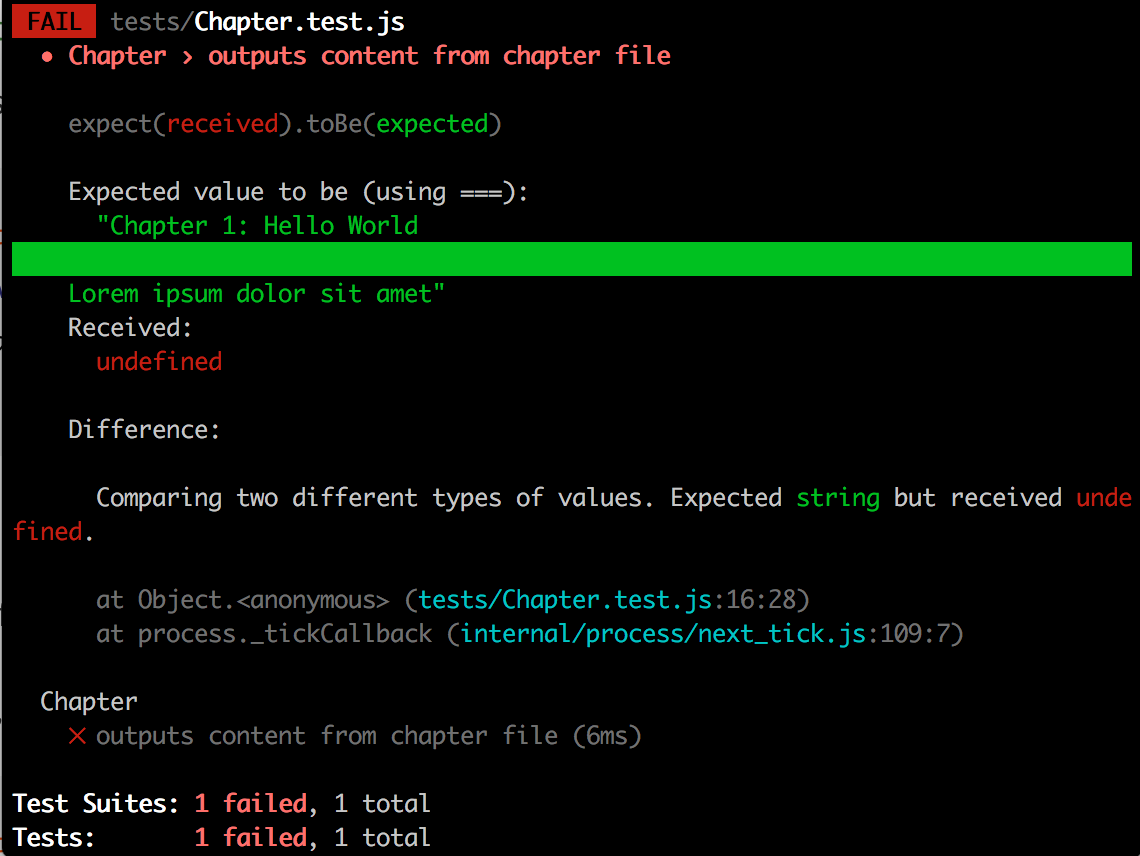 FAIL tests/Chapter.test.js
● Chapter › outputs content from chapter file
expect(received).toBe(expected)
Expected value to be (using ===):
"Chapter 1: Hello World
Lorem ipsum dolor sit amet"
Received:
undefined
Difference:
Comparing two different types of values. Expected string but received unde
fined.
at Object.<anonymous> (tests/Chapter.test.js:16:28)
at process._tickCallback (internal/process/next_tick.js:109:7)
Chapter
✕ outputs content from chapter file (6ms)
Test Suites: 1 failed, 1 total
Tests: 1 failed, 1 total